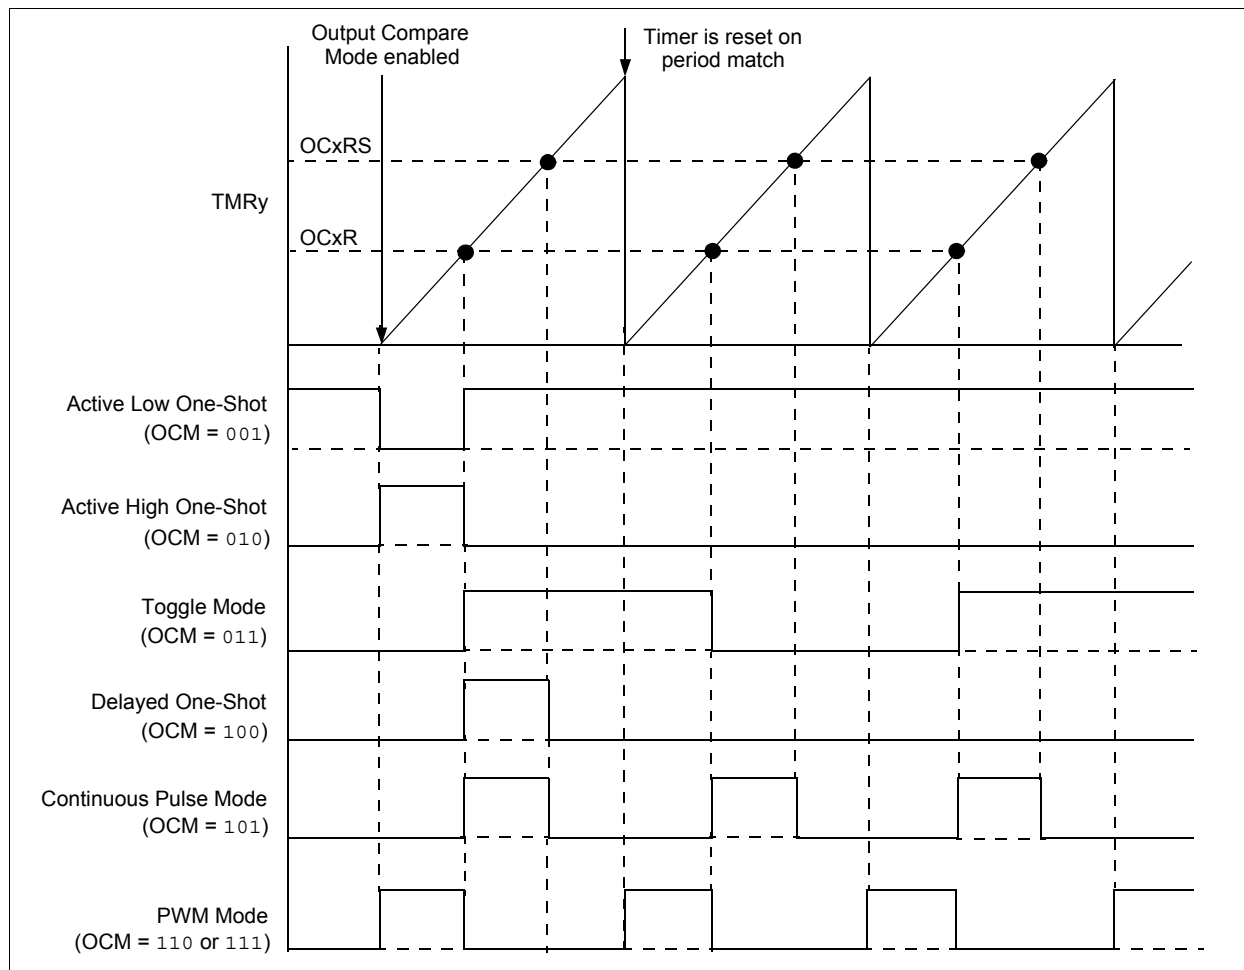 Output Compare
Mode enabled
Timer is reset on
period match
OCxRS
TMRy
OCxR
Active Low One-Shot
(OCM = 001)
Active High One-Shot
(OCM = 010)
Toggle Mode
(OCM = 011)
Delayed One-Shot
(OCM = 100)
Continuous Pulse Mode
(OCM = 101)
PWM Mode
(OCM = 110 or 111)